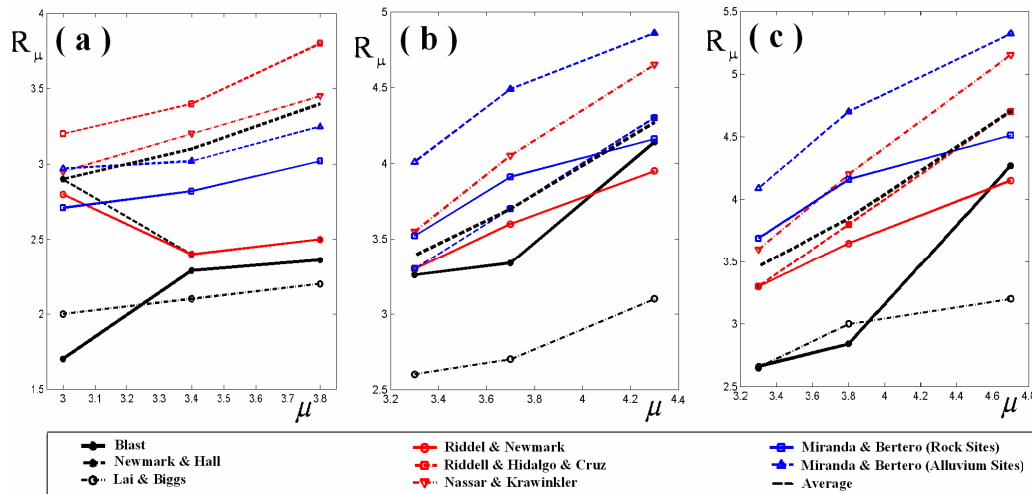 R_μ ( a )
4
3.5
3
2.5
2
1.5
3 3.1 3.2 3.3 3.4 3.5 3.6 3.7 3.8
μ
R_μ ( b )
5
4.5
4
3.5
3
2.5
3.2 3.4 3.6 3.8 4 4.2 4.4
μ
R_μ ( c )
5.5
5
4.5
4
3.5
3
2.5
3.2 3.4 3.6 3.8 4 4.2 4.4 4.6 4.8
μ
Blast
Newmark & Hall
Lai & Biggs
Riddel & Newmark
Riddell & Hidalgo & Cruz
Nassar & Krawinkler
Miranda & Bertero (Rock Sites)
Miranda & Bertero (Alluvium Sites)
Average